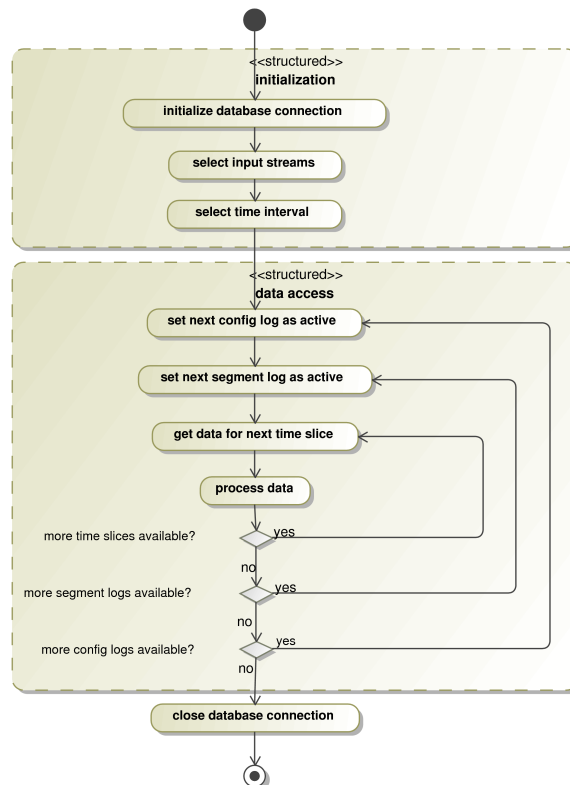 <<structured>>
initialization
initialize database connection
select input streams
select time interval
<<structured>>
data access
set next config log as active
set next segment log as active
get data for next time slice
process data
more time slices available?
yes
no
more segment logs available?
yes
no
more config logs available?
yes
no
close database connection